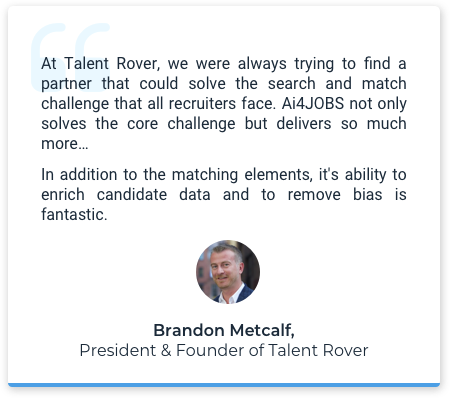 At Talent Rover, we were always trying to find a
partner that could solve the search and match
challenge that all recruiters face. Ai4JOBS not only
solves the core challenge but delivers so much
more...
In addition to the matching elements, it's ability to
enrich candidate data and to remove bias is
fantastic.
Brandon Metcalf,
President & Founder of Talent Rover